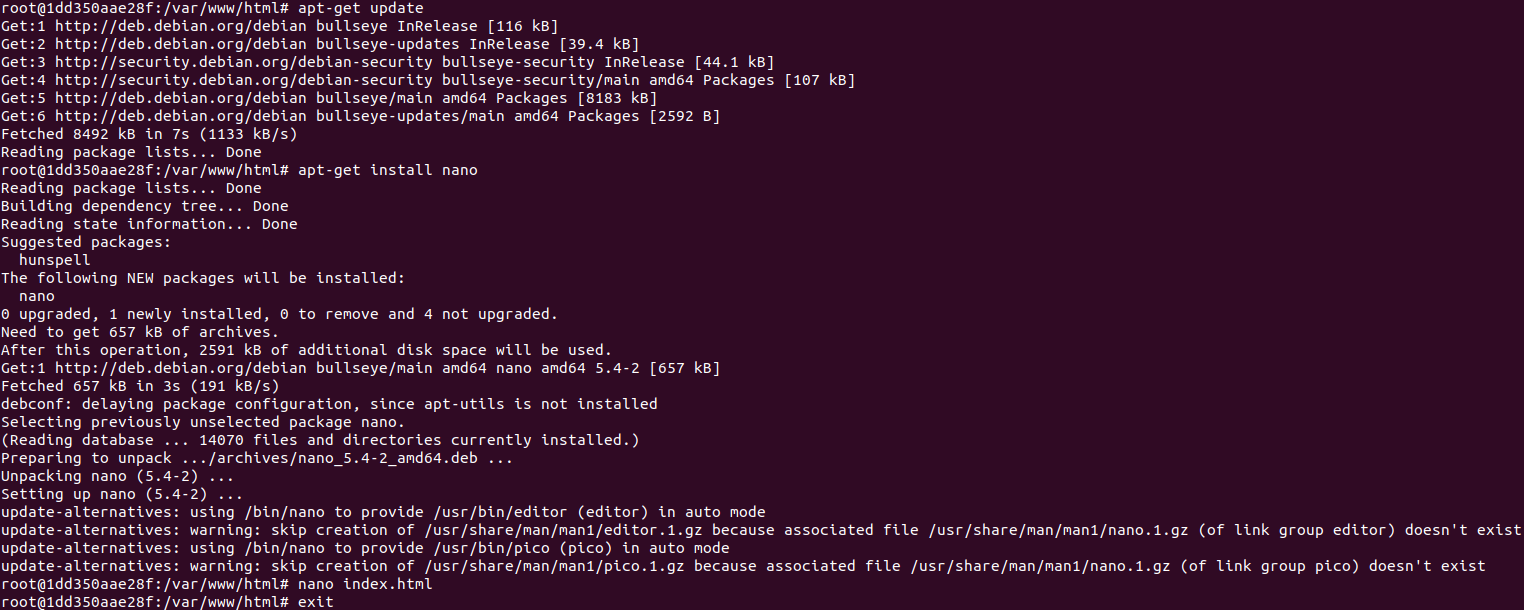 root@1dd350aae28f:/var/www/html# apt-get update
Get:1 http://deb.debian.org/debian bullseye InRelease [116 kB]
Get:2 http://deb.debian.org/debian bullseye-updates InRelease [39.4 kB]
Get:3 http://security.debian.org/debian-security bullseye-security InRelease [44.1 kB]
Get:4 http://security.debian.org/debian-security bullseye-security/main amd64 Packages [107 kB]
Get:5 http://deb.debian.org/debian bullseye/main amd64 Packages [8183 kB]
Get:6 http://deb.debian.org/debian bullseye-updates/main amd64 Packages [2592 B]
Fetched 8492 kB in 7s (1133 kB/s)
Reading package lists... Done
root@1dd350aae28f:/var/www/html# apt-get install nano
Reading package lists... Done
Building dependency tree... Done
Reading state information... Done
Suggested packages:
  hunspell
The following NEW packages will be installed:
  nano
0 upgraded, 1 newly installed, 0 to remove and 4 not upgraded.
Need to get 657 kB of archives.
After this operation, 2591 kB of additional disk space will be used.
Get:1 http://deb.debian.org/debian bullseye/main amd64 nano amd64 5.4-2 [657 kB]
Fetched 657 kB in 3s (191 kB/s)
debconf: delaying package configuration, since apt-utils is not installed
Selecting previously unselected package nano.
(Reading database ... 14070 files and directories currently installed.)
Preparing to unpack .../archives/nano_5.4-2_amd64.deb ...
Unpacking nano (5.4-2) ...
Setting up nano (5.4-2) ...
update-alternatives: using /bin/nano to provide /usr/bin/editor (editor) in auto mode
update-alternatives: warning: skip creation of /usr/share/man/man1/editor.1.gz because associated file /usr/share/man/man1/nano.1.gz (of link group editor) doesn't exist
update-alternatives: using /bin/nano to provide /usr/bin/pico (pico) in auto mode
update-alternatives: warning: skip creation of /usr/share/man/man1/pico.1.gz because associated file /usr/share/man/man1/nano.1.gz (of link group pico) doesn't exist
root@1dd350aae28f:/var/www/html# nano index.html
root@1dd350aae28f:/var/www/html# exit